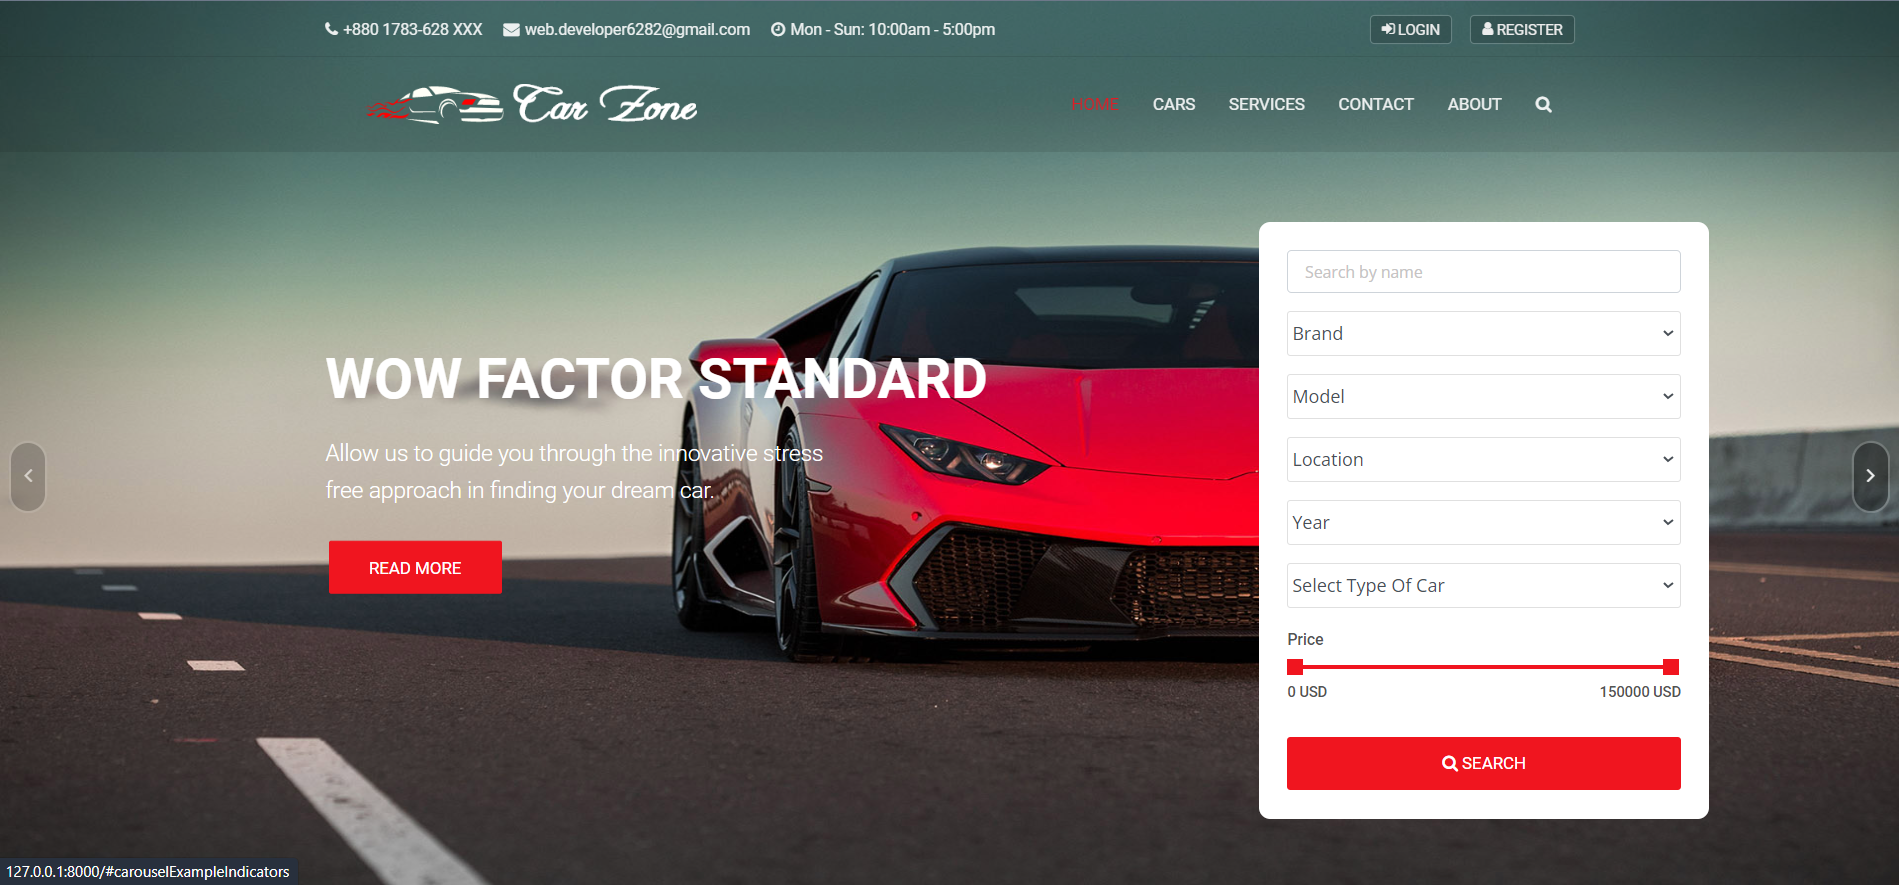 +880 1783-628 XXX web.developer6282@gmail.com Mon - Sun: 10:00am - 5:00pm LOGIN REGISTER
Car Zone HOME CARS SERVICES CONTACT ABOUT
WOW FACTOR STANDARD
Allow us to guide you through the innovative stress
free approach in finding your dream car.
READ MORE
Search by name
Brand
Model
Location
Year
Select Type Of Car
Price
0 USD 150000 USD
SEARCH
127.0.0.1:8000/#carouselExampleIndicators